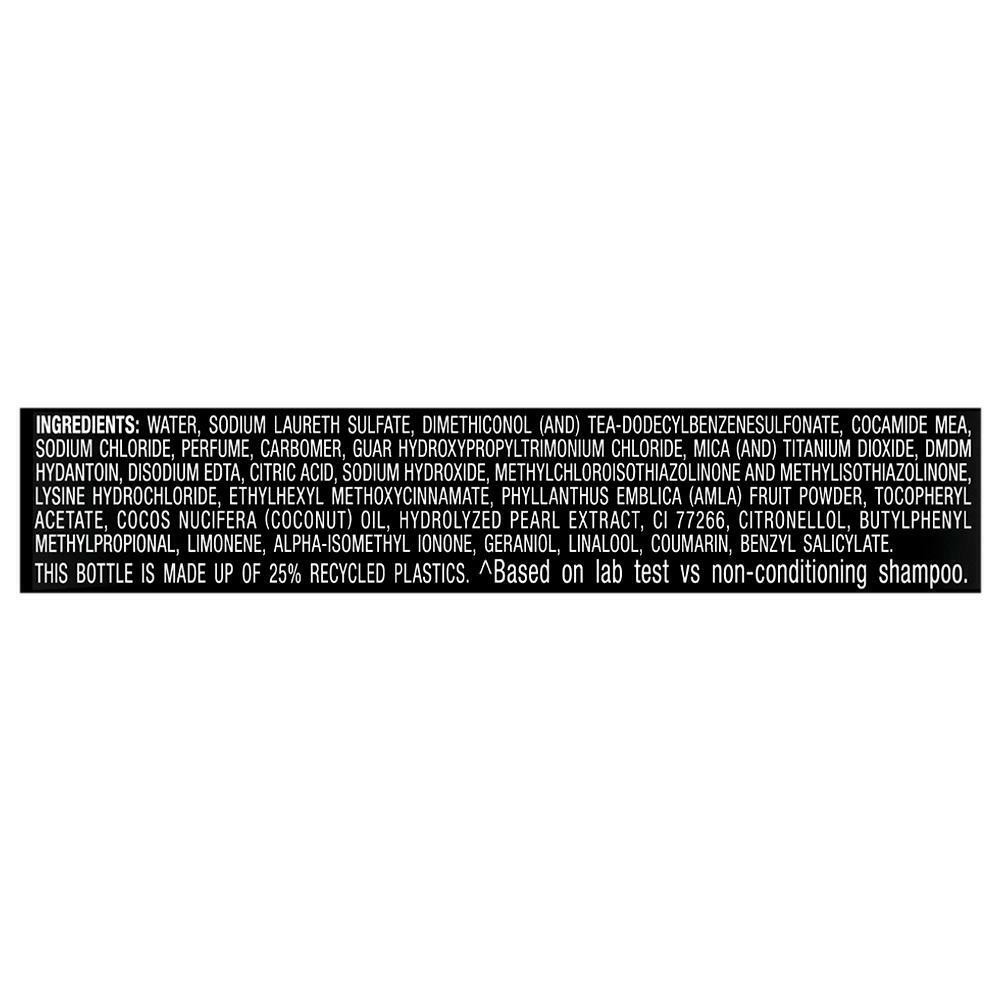 INGREDIENTS: WATER, SODIUM LAURETH SULFATE, DIMETHICONOL (AND) TEA-DODECYLBENZENESULFONATE, COCAMIDE MEA,
SODIUM CHLORIDE, PERFUME, CARBOMER, GUAR HYDROXYPROPYLTRIMONIUM CHLORIDE, MICA (AND) TITANIUM DIOXIDE, DMDM
HYDANTOIN, DISODIUM EDTA, CITRIC ACID, SODIUM HYDROXIDE, METHYLCHLOROISOTHIAZOLINONE AND METHYLISOTHIAZOLINONE,
LYSINE HYDROCHLORIDE, ETHYLHEXYL METHOXYCINNAMATE, PHYLLANTHUS EMBLICA (AMLA) FRUIT POWDER, TOCOPHERYL
ACETATE, COCOS NUCIFERA (COCONUT) OIL, HYDROLYZED PEARL EXTRACT, CI 77266, CITRONELLOL, BUTYLPHENYL
METHYLPROPIONAL, LIMONENE, ALPHA-ISOMETHYL IONONE, GERANIOL, LINALOOL, COUMARIN, BENZYL SALICYLATE.
THIS BOTTLE IS MADE UP OF 25% RECYCLED PLASTICS. ^Based on lab test vs non-conditioning shampoo.